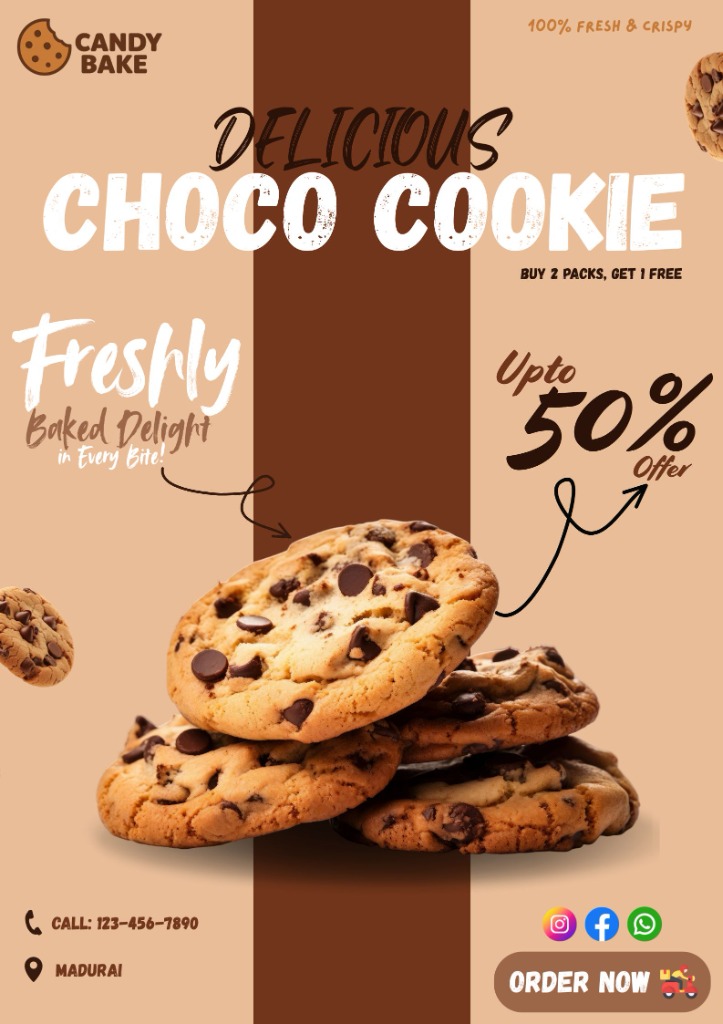 CANDY
BAKE
100% FRESH & CRISPY
DELICIOUS
CHOCO COOKIE
BUY 2 PACKS, GET 1 FREE
Freshly
Baked Delight
in Every Bite!
Upto
50%
Offer
CALL: 123-456-7890
MADURAI
ORDER NOW